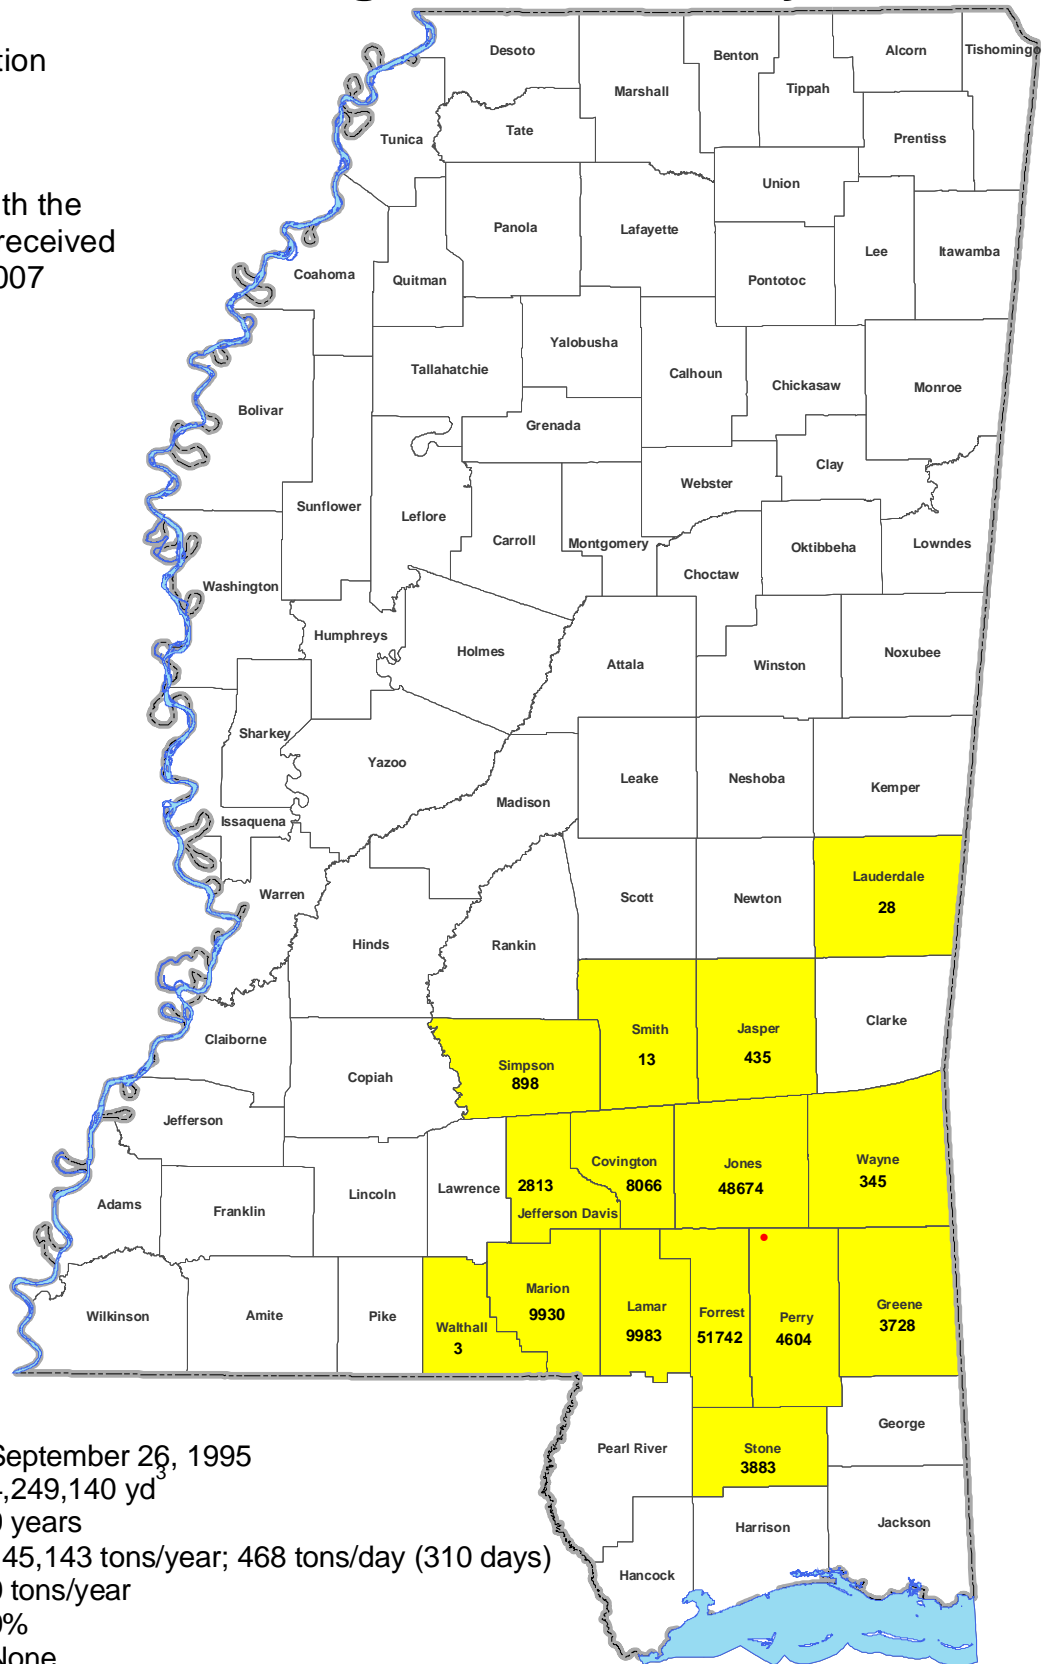 Desoto
Benton
Alcorn
Tishomingo
Marshall
Tippah
Tate
Tunica
Prentiss
Union
Panola
Lafayette
Lee
Itawamba
Coahoma
Quitman
Pontotoc
th the
received
007
Yalobusha
Tallahatchie
Calhoun
Chickasaw
Monroe
Bolivar
Grenada
Clay
Webster
Sunflower
Leflore
Carroll
Montgomery
Oktibbeha
Lowndes
Choctaw
Washington
Humphreys
Holmes
Attala
Winston
Noxubee
Sharkey
Yazoo
Leake
Neshoba
Kemper
Madison
Issaquena
Warren
Scott
Newton
Lauderdale
28
Hinds
Rankin
Claiborne
Copiah
Simpson
898
Smith
13
Jasper
435
Clarke
Jefferson
Adams
Franklin
Lincoln
Lawrence
2813
Jefferson Davis
Covington
8066
Jones
48674
Wayne
345
Wilkinson
Amite
Pike
Walthall
3
Marion
9930
Lamar
9983
Forrest
51742
Perry
4604
Greene
3728
Pearl River
Stone
3883
George
Harrison
Jackson
Hancock
September 26, 1995
,249,140 yd³
years
45,143 tons/year; 468 tons/day (310 days)
tons/year
%
None